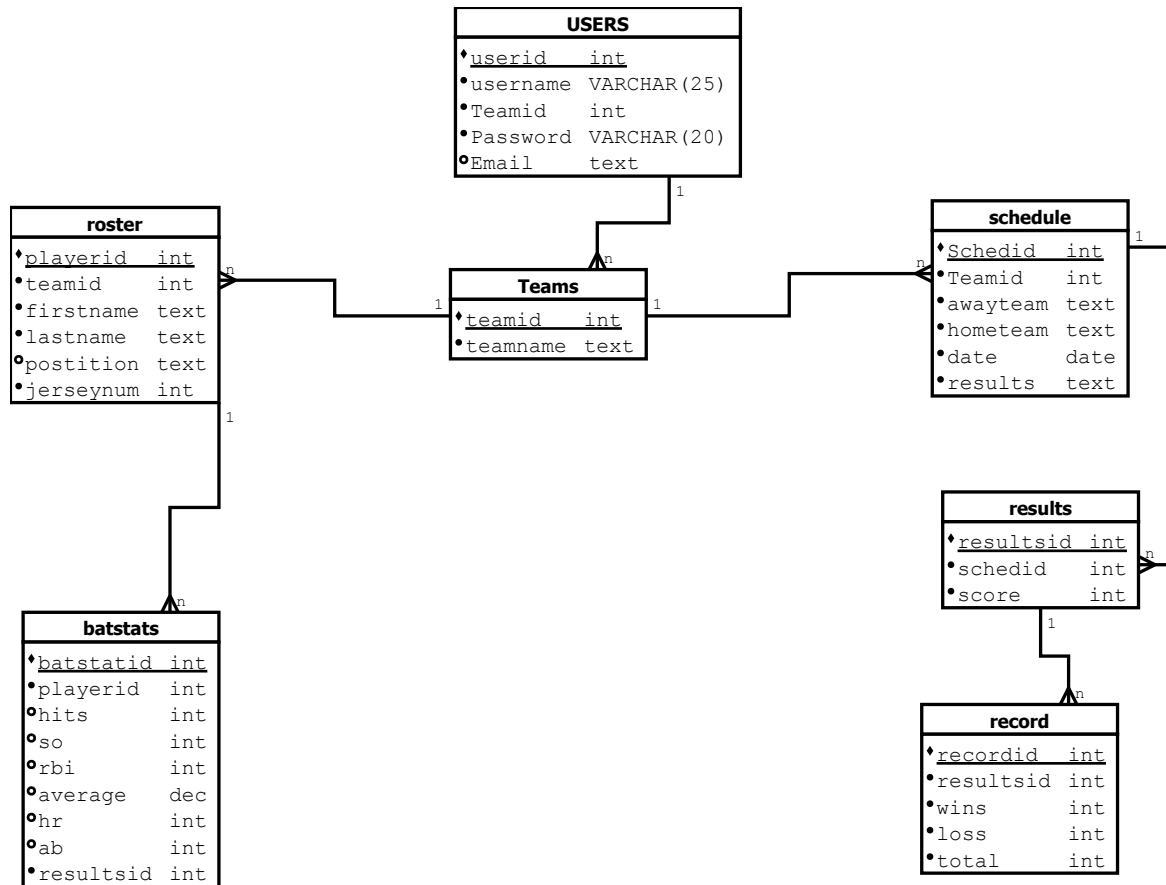 USERS
userid int
username VARCHAR(25)
Teamid int
Password VARCHAR(20)
Email text
1
roster
playerid int
teamid int
firstname text
lastname text
postition text
jerseynum int
n
1
1
Teams
teamid int
teamname text
n
1
schedule
Schedid int
Teamid int
awayteam text
hometeam text
date date
results text
n
1
results
resultsid int
schedid int
score int
n
1
batstats
batstatid int
playerid int
hits int
so int
rbi int
average dec
hr int
ab int
resultsid int
n
record
recordid int
resultsid int
wins int
loss int
total int
n